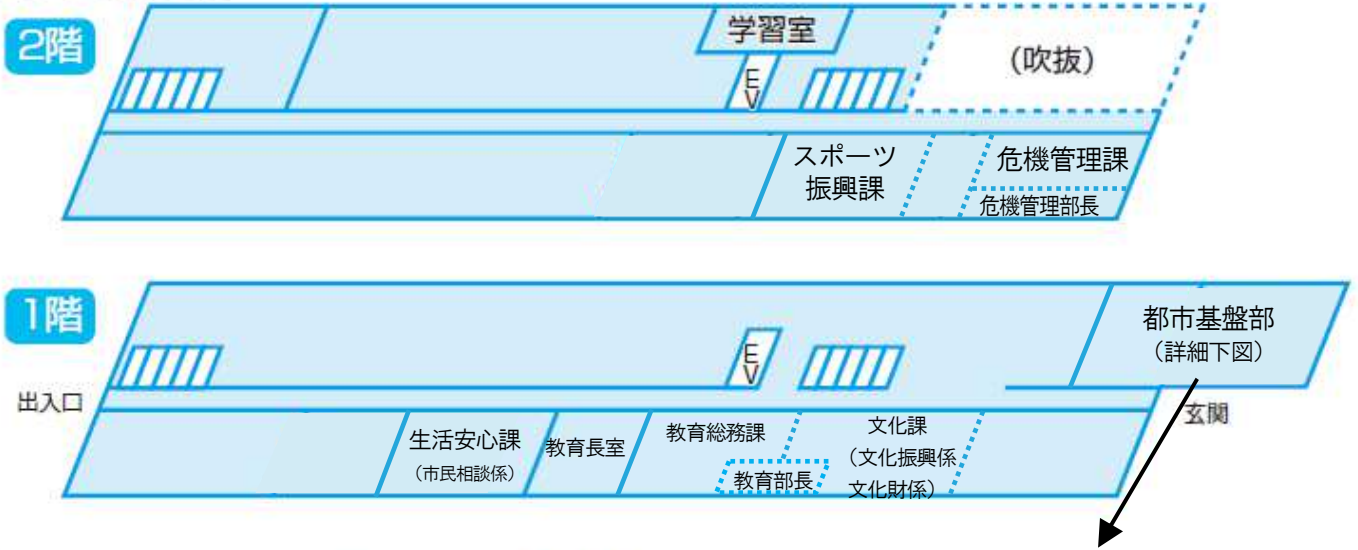 2階
学習室
EV
（吹抜）
スポーツ
振興課
危機管理課
危機管理部長
1階
都市基盤部
（詳細下図）
EV
出入口
玄関
生活安心課
（市民相談係）
教育長室
教育総務課
教育部長
文化課
（文化振興係
文化財係）